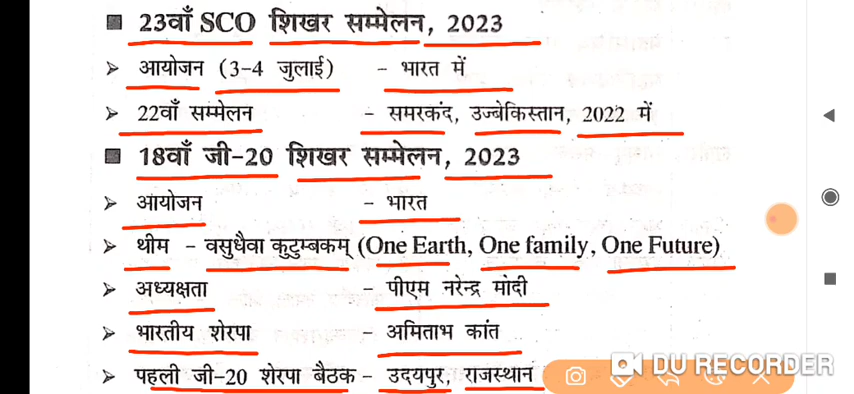 ■ 23वाँ SCO शिखर सम्मेलन, 2023
➤ आयोजन (3-4 जुलाई) - भारत में
➤ 22वाँ सम्मेलन - समरकंद, उज्बेकिस्तान, 2022 में
■ 18वाँ जी-20 शिखर सम्मेलन, 2023
➤ आयोजन - भारत
➤ थीम - वसुधैवा कुटुम्बकम् (One Earth, One family, One Future)
➤ अध्यक्षता - पीएम नरेन्द्र मोदी
➤ भारतीय शेरपा - अमिताभ कांत
➤ पहली जी-20 शेरपा बैठक - उदयपुर, राजस्थान
DU RECORDER